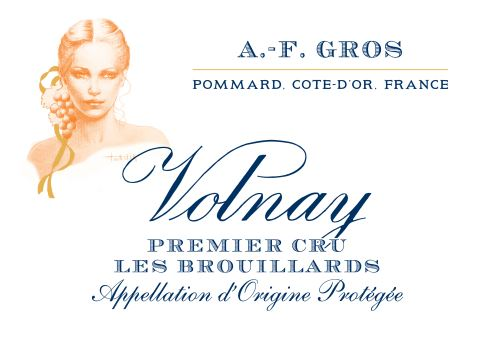 A.-F. GROS
POMMARD, COTE-D'OR, FRANCE
Volnay
PREMIER CRU
LES BROUILLARDS
Appellation d'Origine Protégée